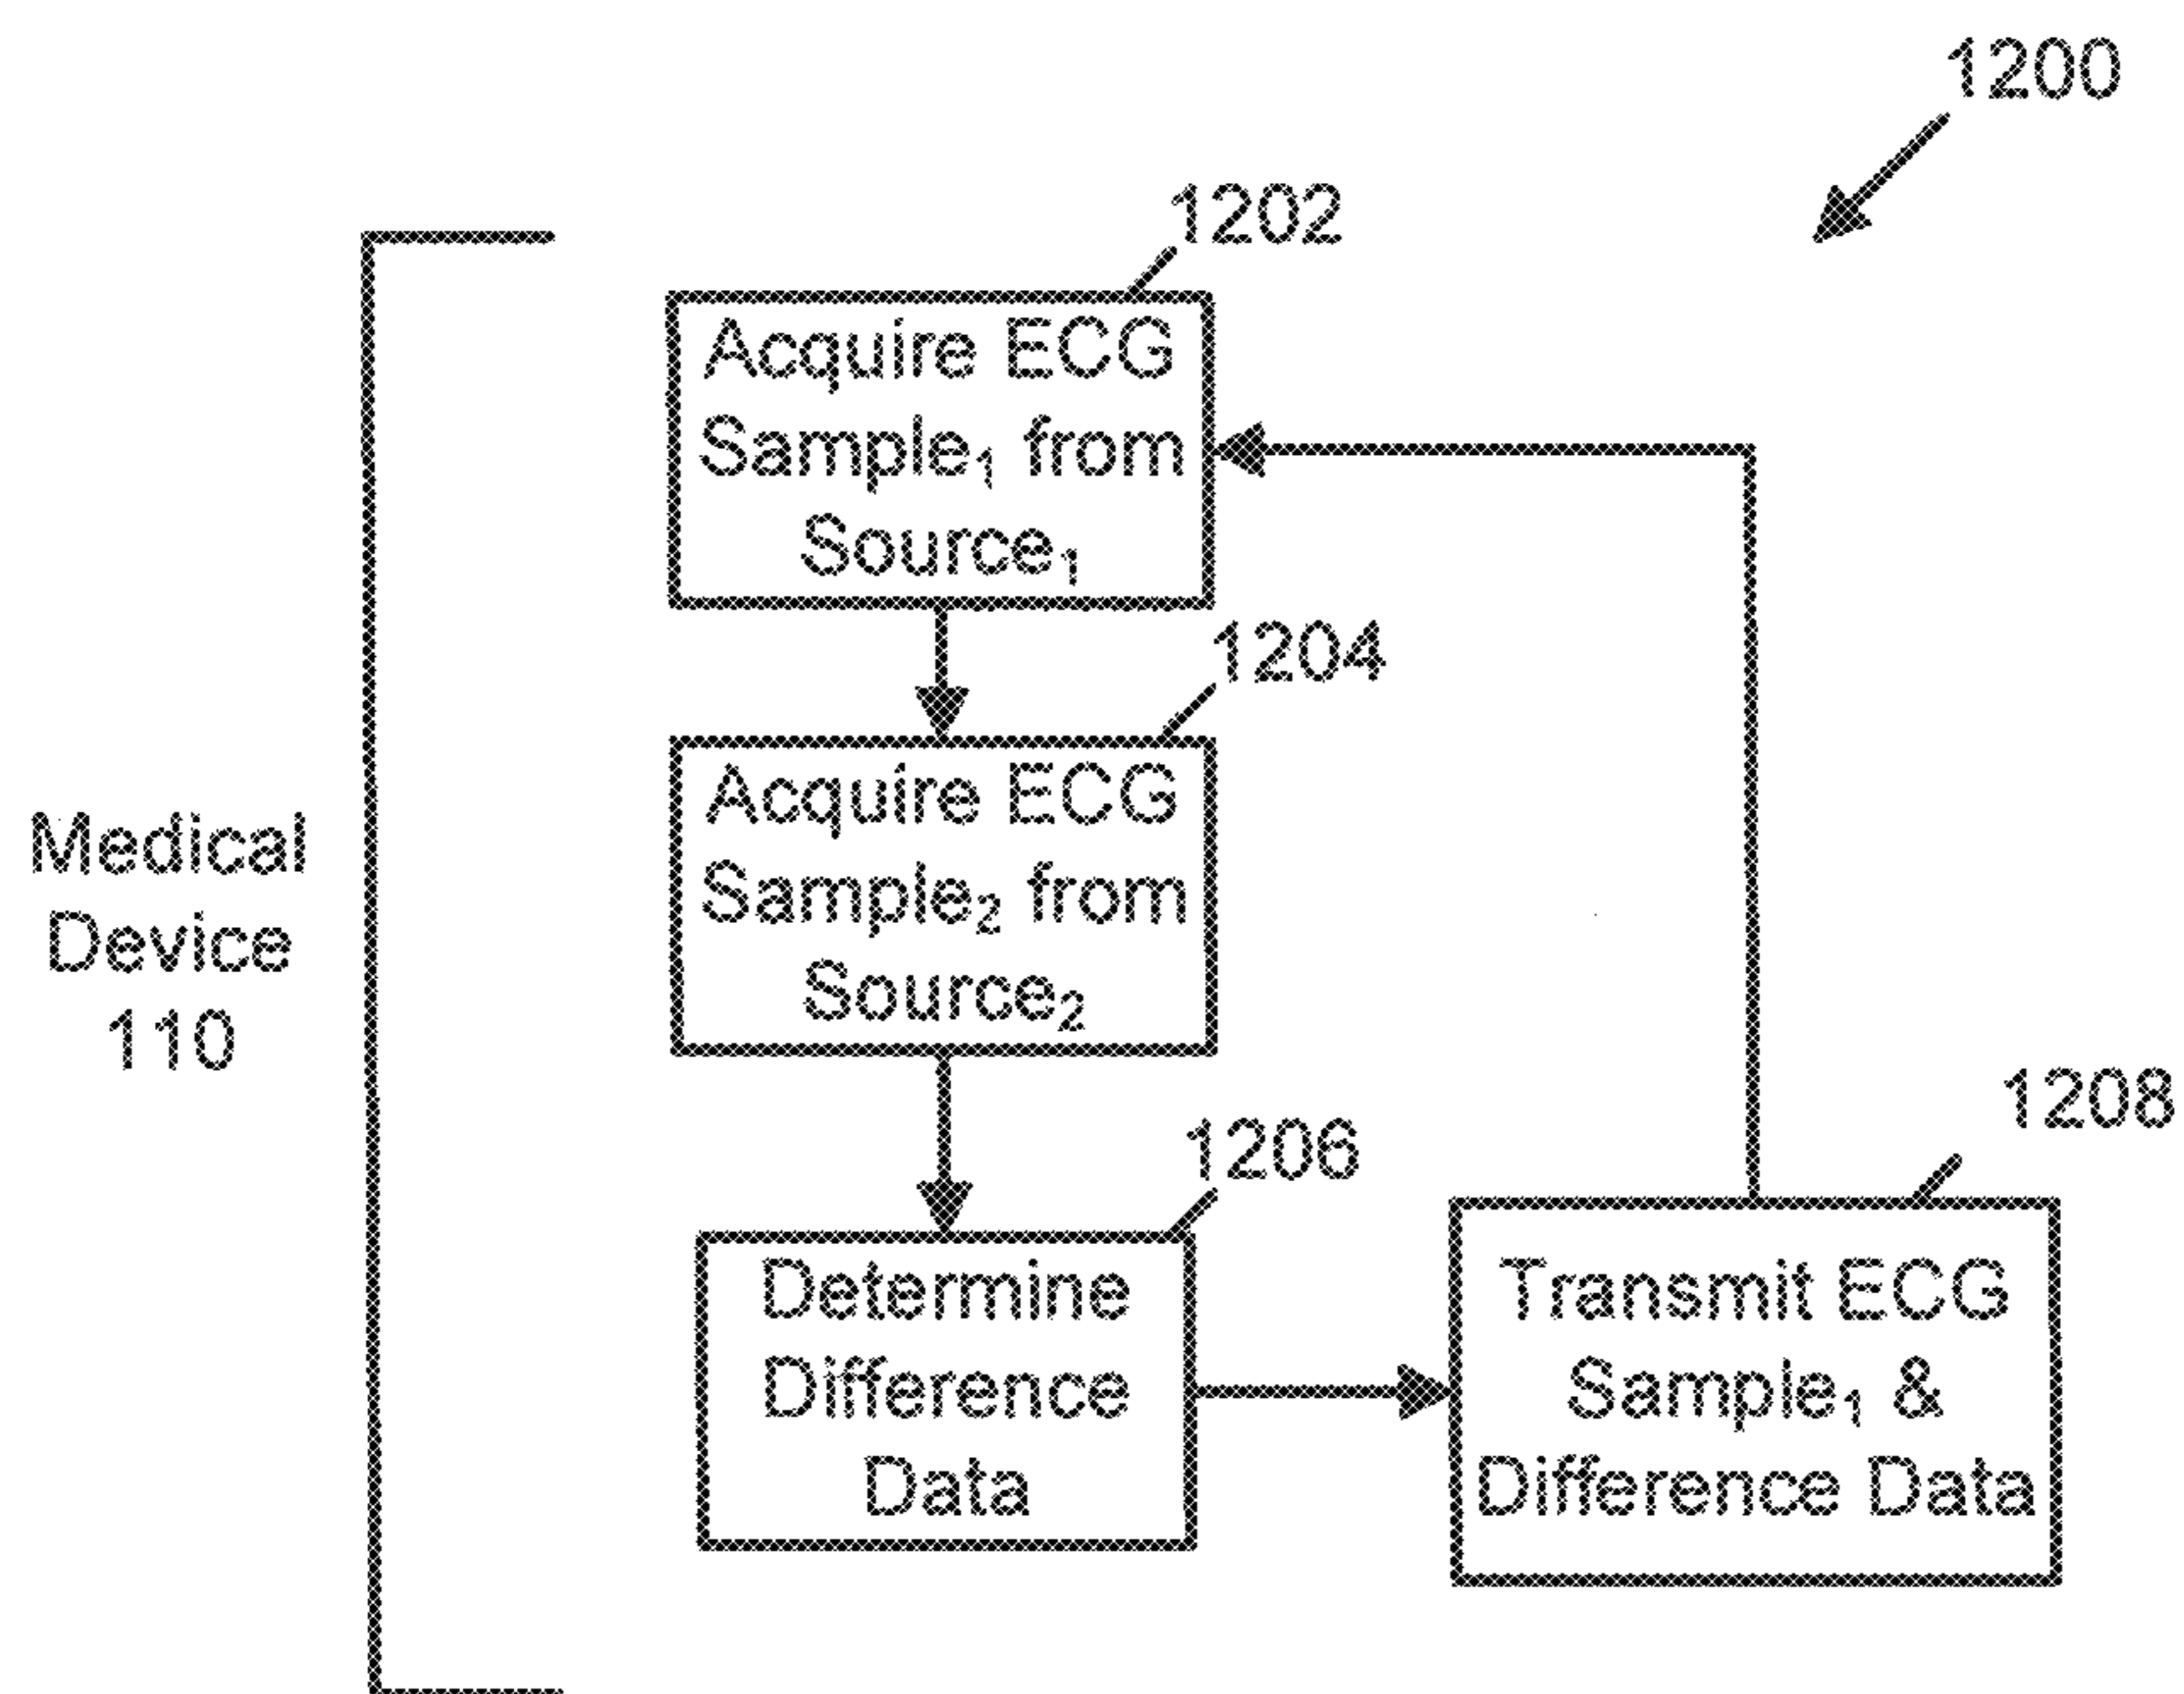 1200
1202
Acquire ECG
Sample₁ from
Source₁
1204
Acquire ECG
Sample₂ from
Source₂
Medical
Device
110
1206
Determine
Difference
Data
1208
Transmit ECG
Sample₁ &
Difference Data